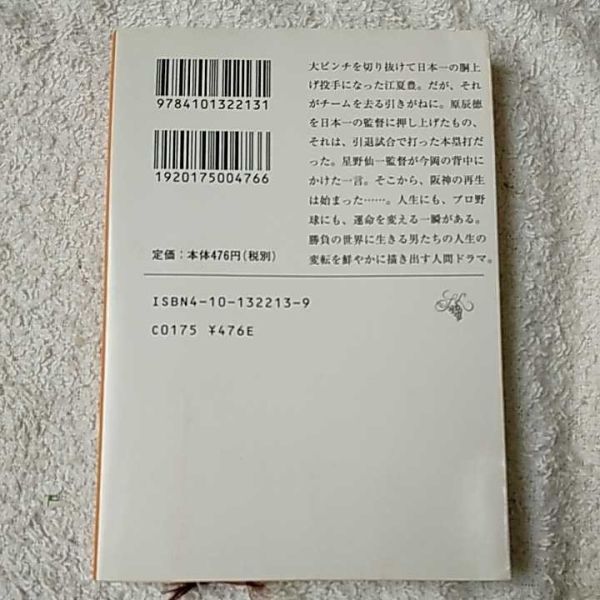 大ピンチを切り抜けて日本一の胴上
げ投手になった江夏豊。だが、それ
がチームを去る引きがねに。原辰徳
を日本一の監督に押し上げたもの、
それは、引退試合で打った本塁打だ
った。星野仙一監督が今岡の背中に
かけた一言。そこから、阪神の再生
は始まった……。人生にも、プロ野
球にも、運命を変える一瞬がある。
勝負の世界に生きる男たちの人生の
変転を鮮やかに描き出す人間ドラマ。
9784101322131
1920175004766
定価：本体476円（税別）
ISBN4-10-132213-9
C0175 ¥476E